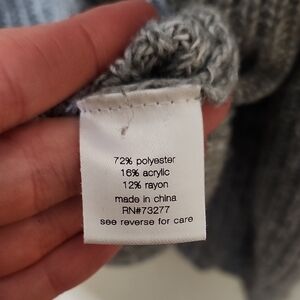 72% polyester
16% acrylic
12% rayon
made in china
RN#73277
see reverse for care